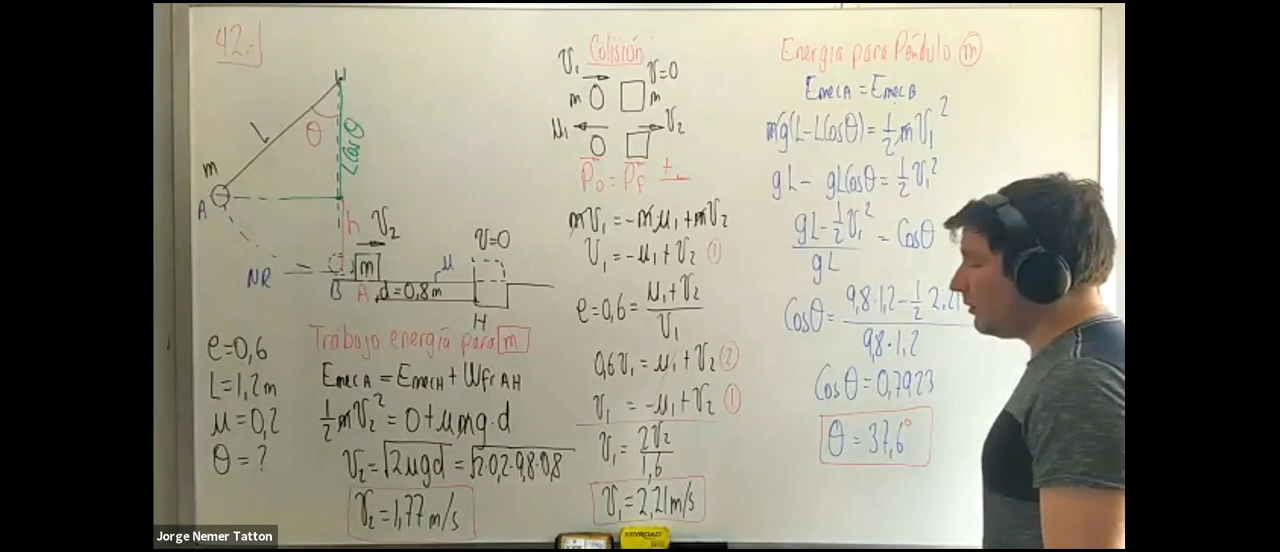 42.-)
L
θ
LCosθ
m
A
h
V₂
V=0
NR
m
μ
B
A
d=0,8m
H
e=0,6
L=1,2m
μ=0,2
θ=?
Trabajo energía para m
EmecA = EmecH + WfrAH
½mV₂² = 0+μmg·d
V₂=√2μgd = √2·0,2·9,8·0,8
V₂=1,77m/s
Colisión
V₁
V=0
m
m
μ₁
V₂
P₀ = P_f
mV₁ = -mμ₁+mV₂
V₁ = -μ₁+V₂ ①
e=0,6= (μ₁+V₂)/V₁
0,6V₁ = μ₁+V₂ ②
V₁ = -μ₁+V₂ ①
V₁ = 2V₂/1,6
V₁=2,21m/s
Energía para Péndulo m
EmecA = EmecB
mg(L-LCosθ)=½mV₁²
gL- gLCosθ=½V₁²
(gL-½V₁²)/gL = Cosθ
Cosθ= (9,8·1,2-½2,21
9,8·1,2
Cosθ=0,7923
θ = 37,6°
KEYROAD
Jorge Nemer Tatton